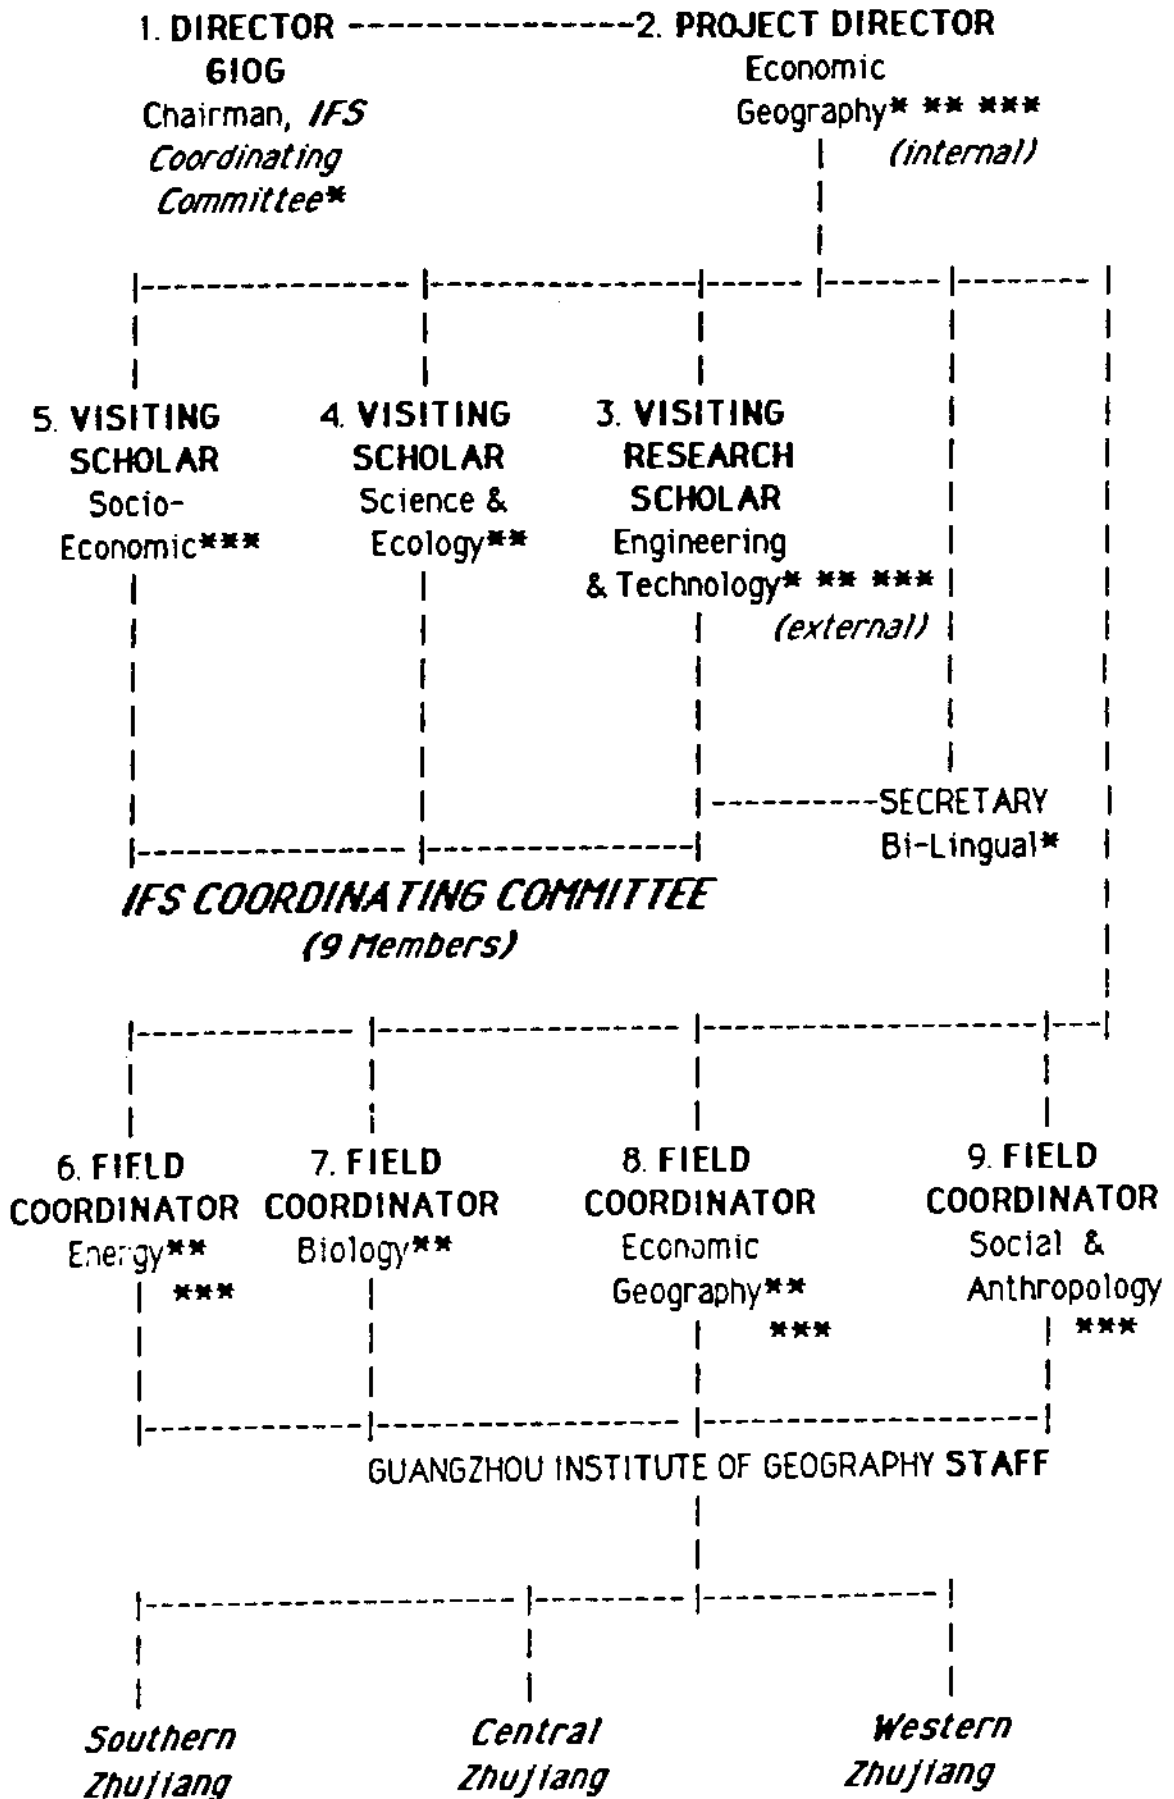 1. DIRECTOR ---------------2. PROJECT DIRECTOR
GIOG
Economic
Chairman, IFS
Geography* ** ***
Coordinating
(internal)
Committee*
5. VISITING
SCHOLAR
Socio-
Economic***
4. VISITING
SCHOLAR
Science &
Ecology**
3. VISITING
RESEARCH
SCHOLAR
Engineering
& Technology* ** ***
(external)
SECRETARY
Bi-Lingual*
IFS COORDINATING COMMITTEE
(9 Members)
6. FIELD
COORDINATOR
Energy**
***
7. FIELD
COORDINATOR
Biology**
8. FIELD
COORDINATOR
Economic
Geography**
***
9. FIELD
COORDINATOR
Social &
Anthropology
***
GUANGZHOU INSTITUTE OF GEOGRAPHY STAFF
Southern
Zhujiang
Central
Zhujiang
Western
Zhujiang